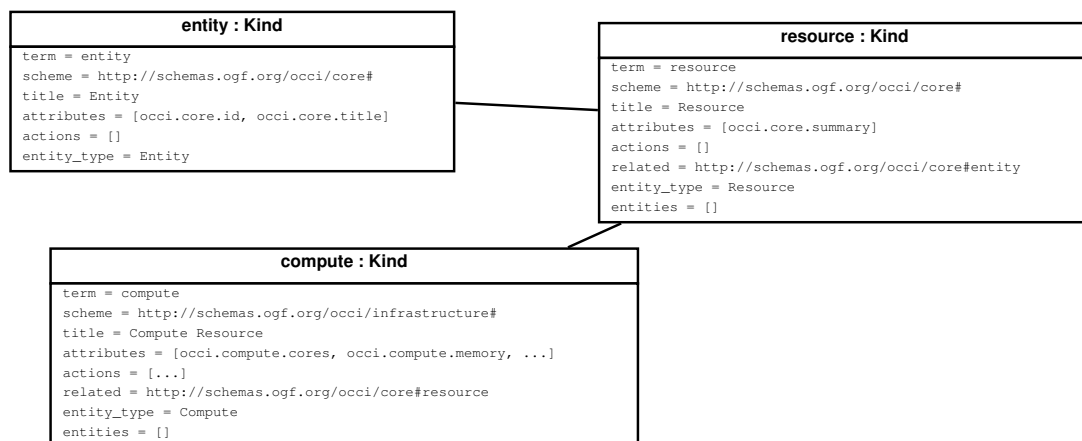 entity : Kind
term = entity
scheme = http://schemas.ogf.org/occi/core#
title = Entity
attributes = [occi.core.id, occi.core.title]
actions = []
entity_type = Entity
resource : Kind
term = resource
scheme = http://schemas.ogf.org/occi/core#
title = Resource
attributes = [occi.core.summary]
actions = []
related = http://schemas.ogf.org/occi/core#entity
entity_type = Resource
entities = []
compute : Kind
term = compute
scheme = http://schemas.ogf.org/occi/infrastructure#
title = Compute Resource
attributes = [occi.compute.cores, occi.compute.memory, ...]
actions = [...]
related = http://schemas.ogf.org/occi/core#resource
entity_type = Compute
entities = []